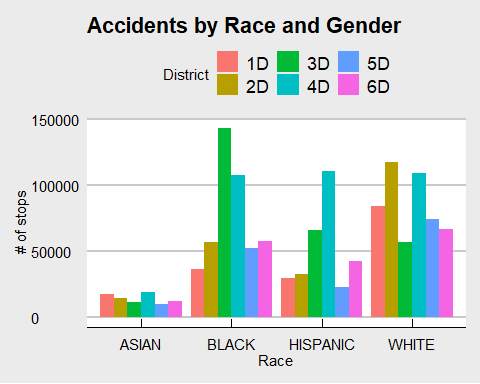 Accidents by Race and Gender
District 1D 3D 5D
2D 4D 6D
150000
100000
50000
0
# of stops
ASIAN BLACK HISPANIC WHITE
Race